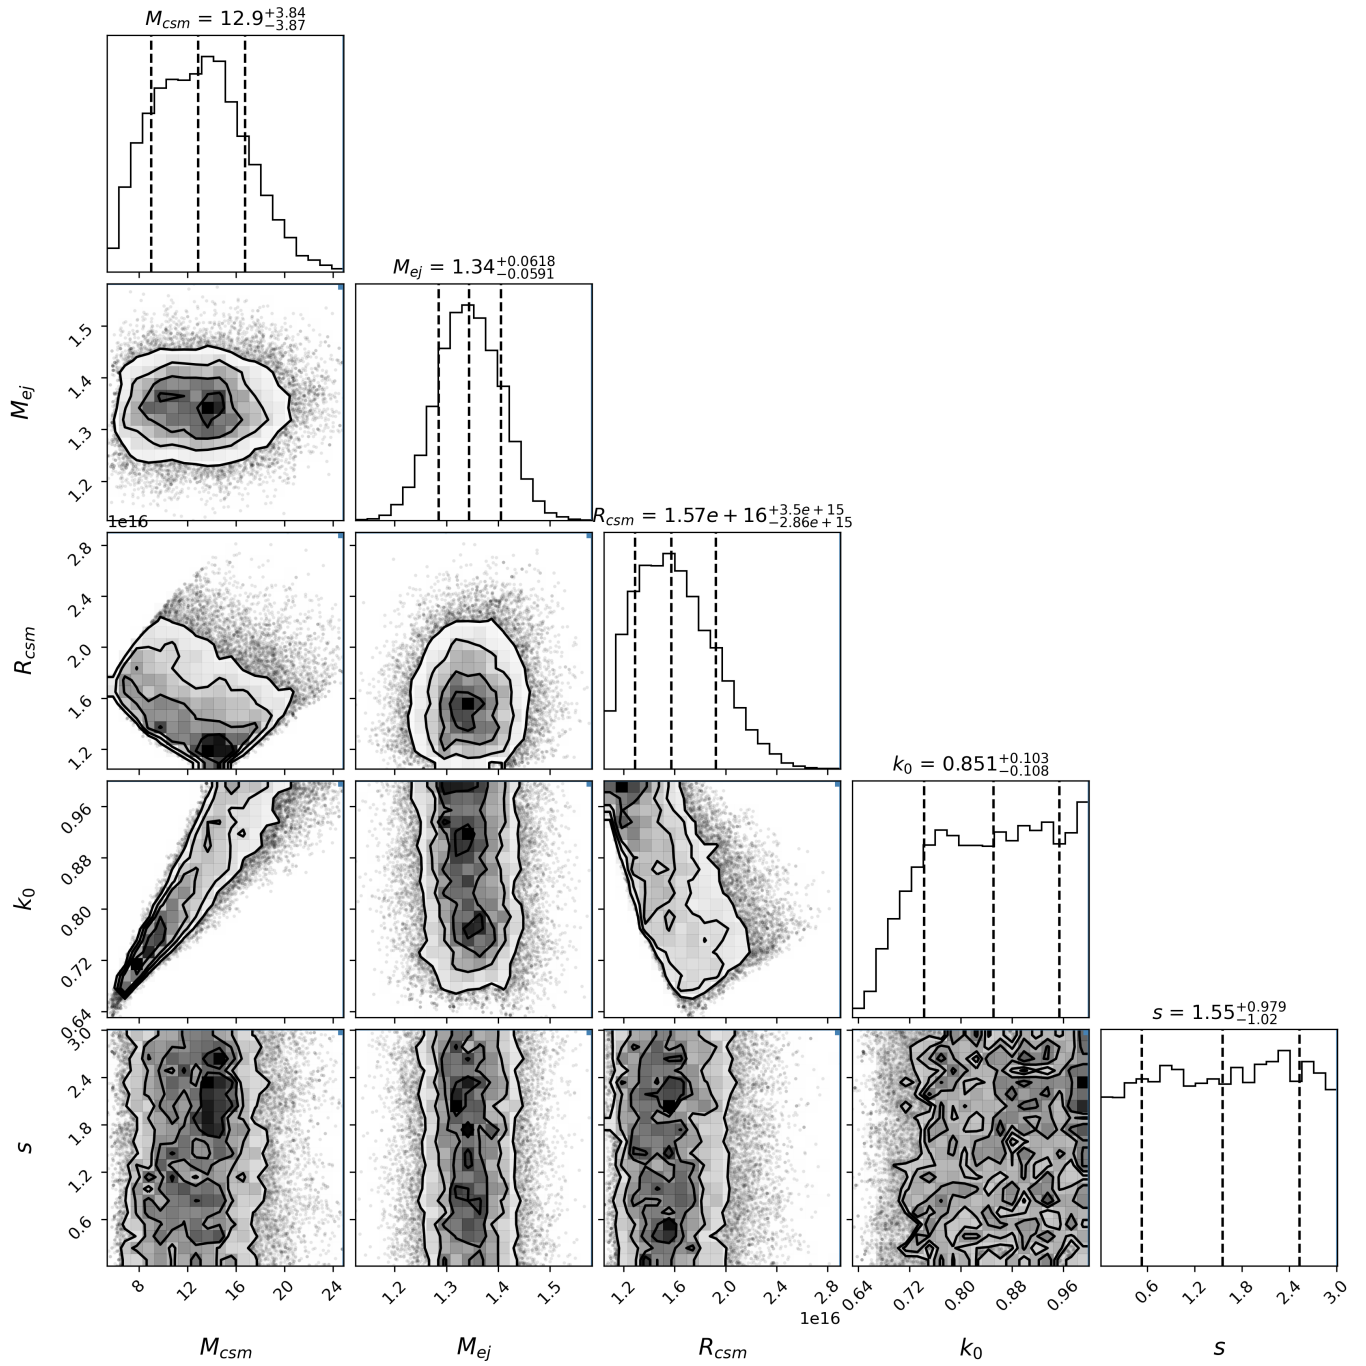 M_csm = 12.9 +3.84 −3.87
M_ej = 1.34 +0.0618 −0.0591
1.5
1.4
1.3
1.2
M_ej
1e16
R_csm = 1.57e + 16 +3.5e + 15 −2.86e + 15
2.8
2.4
2.0
1.6
1.2
R_csm
k_0 = 0.851 +0.103 −0.108
0.96
0.88
0.80
0.72
0.64
k_0
s = 1.55 +0.979 −1.02
3.0
2.4
1.8
1.2
0.6
s
8 12 16 20 24
1.2 1.3 1.4 1.5
1.2 1.6 2.0 2.4 2.8
1e16
0.64 0.72 0.80 0.88 0.96
0.6 1.2 1.8 2.4 3.0
M_csm M_ej R_csm k_0 s